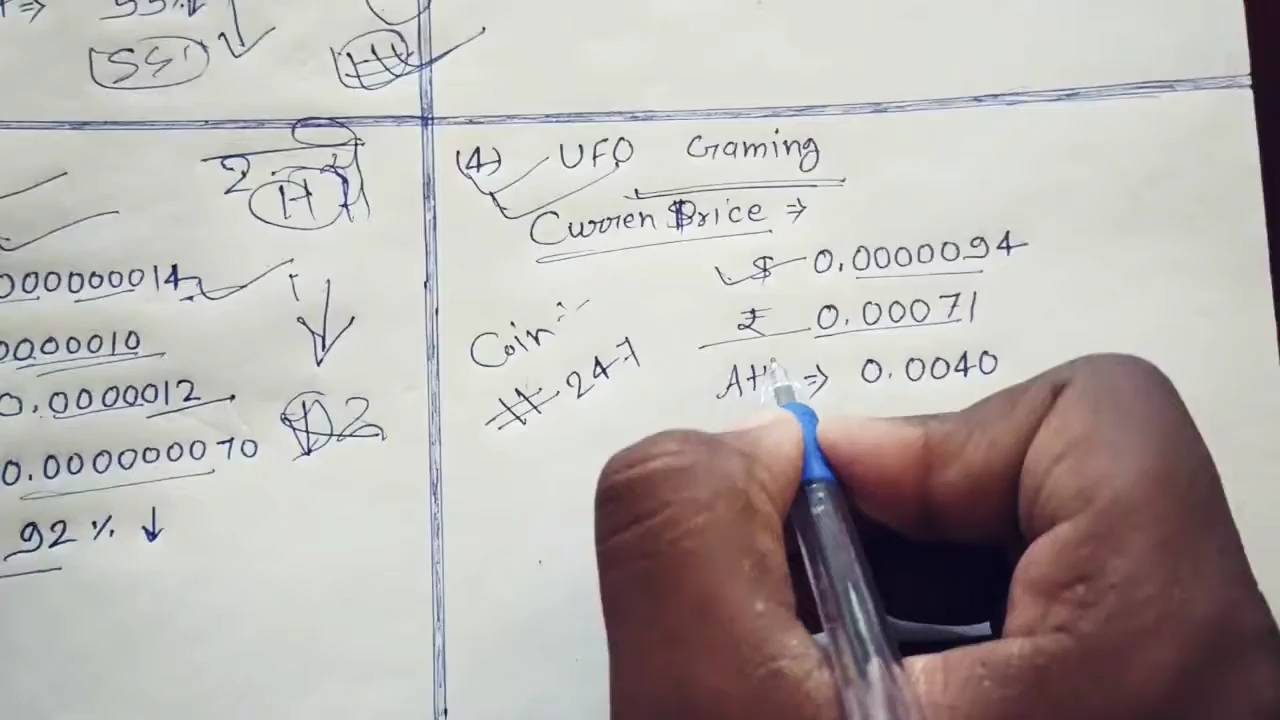 SSI
2
H
000000014
0000010
0.0000012
0.000000070
92 % ↓
(4) UFO Gaming
Curren Price ⇒
$ 0.0000094
₹ 0.00071
AtH ⇒ 0.0040
Coin :-
# 247